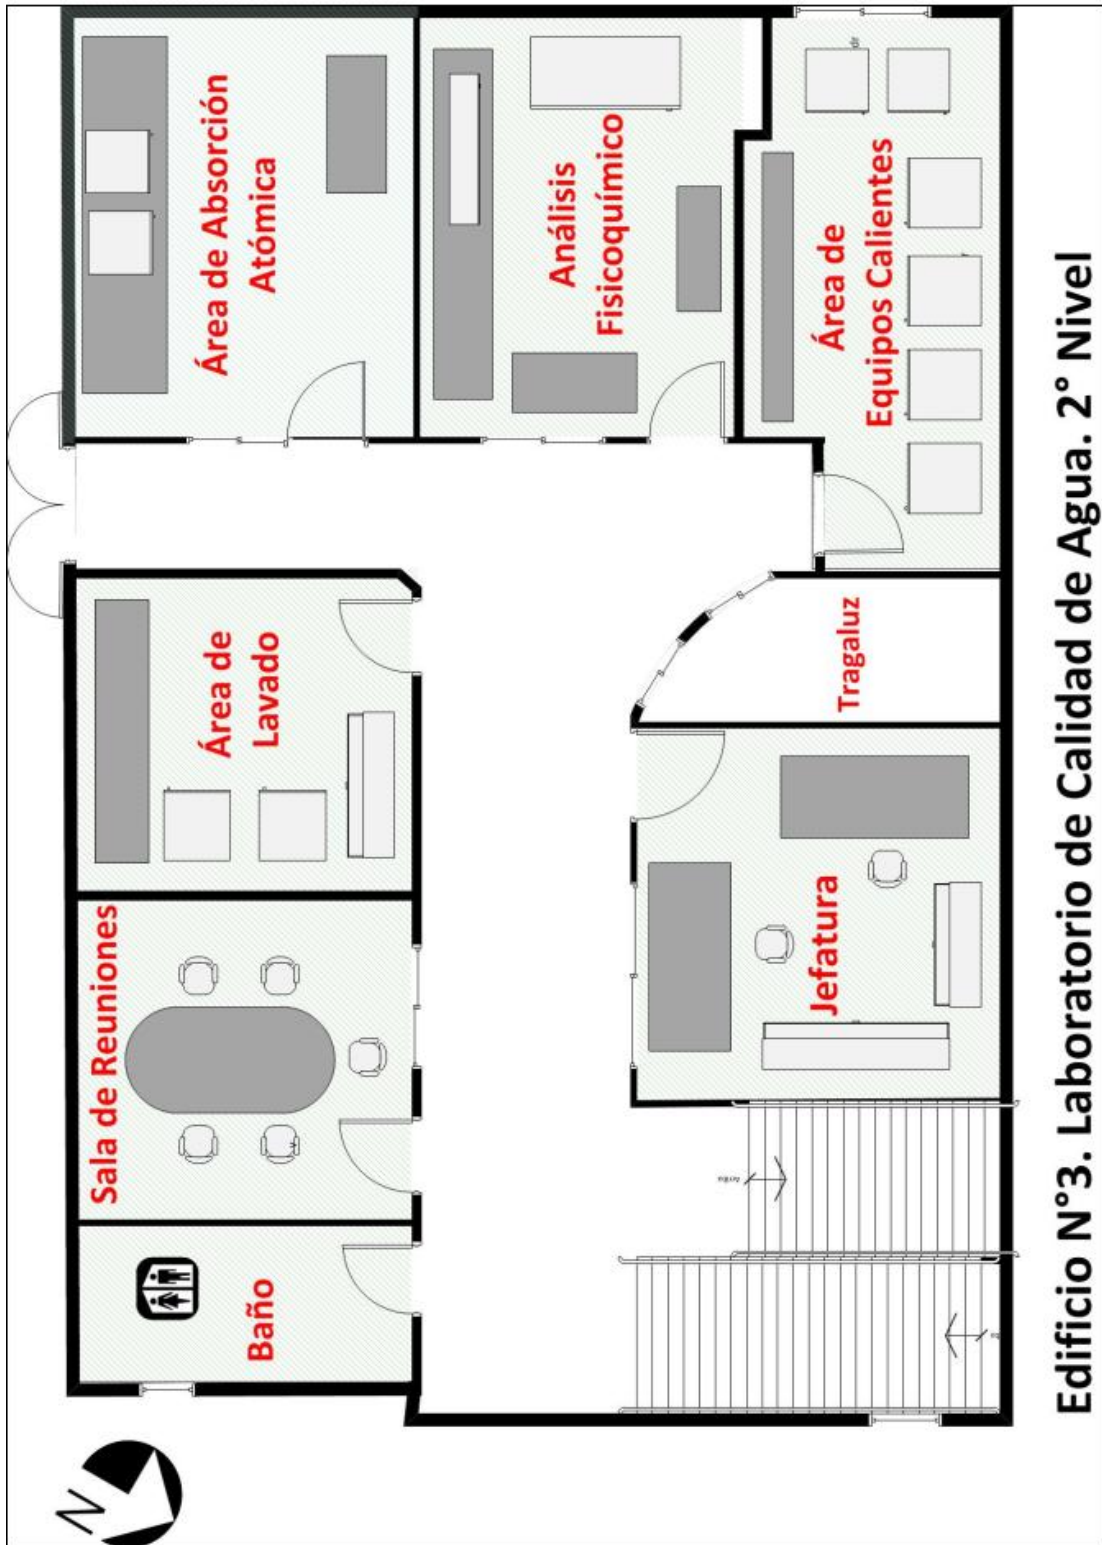 Edificio N°3. Laboratorio de Calidad de Agua. 2° Nivel
N
Baño
Sala de Reuniones
Área de
Lavado
Área de Absorción
Atómica
Análisis
Fisicoquímico
Área de
Equipos Calientes
Tragaluz
Jefatura